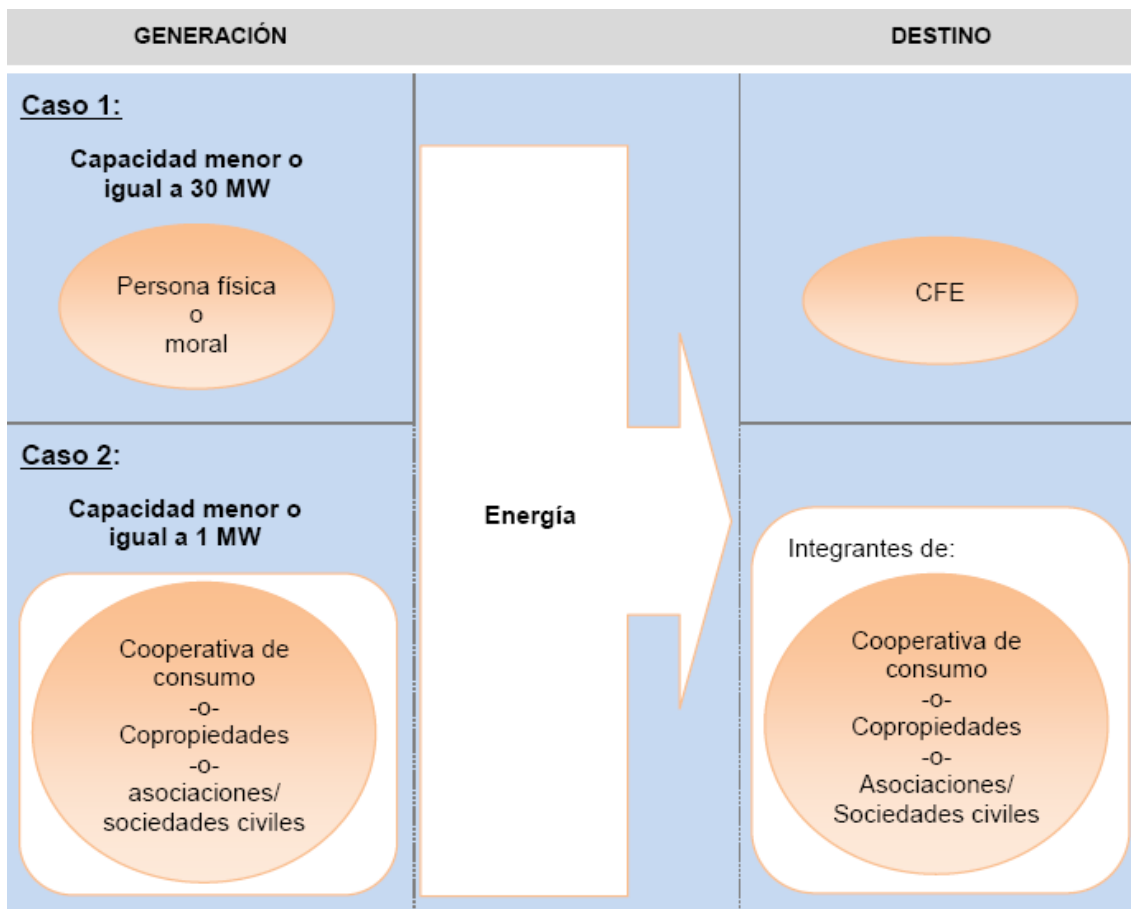 GENERACIÓN
DESTINO
Caso 1:
Capacidad menor o
igual a 30 MW
Persona física
o
moral
CFE
Caso 2:
Capacidad menor o
igual a 1 MW
Cooperativa de
consumo
-o-
Copropiedades
-o-
asociaciones/
sociedades civiles
Energía
Integrantes de:
Cooperativa de
consumo
-o-
Copropiedades
-o-
Asociaciones/
Sociedades civiles